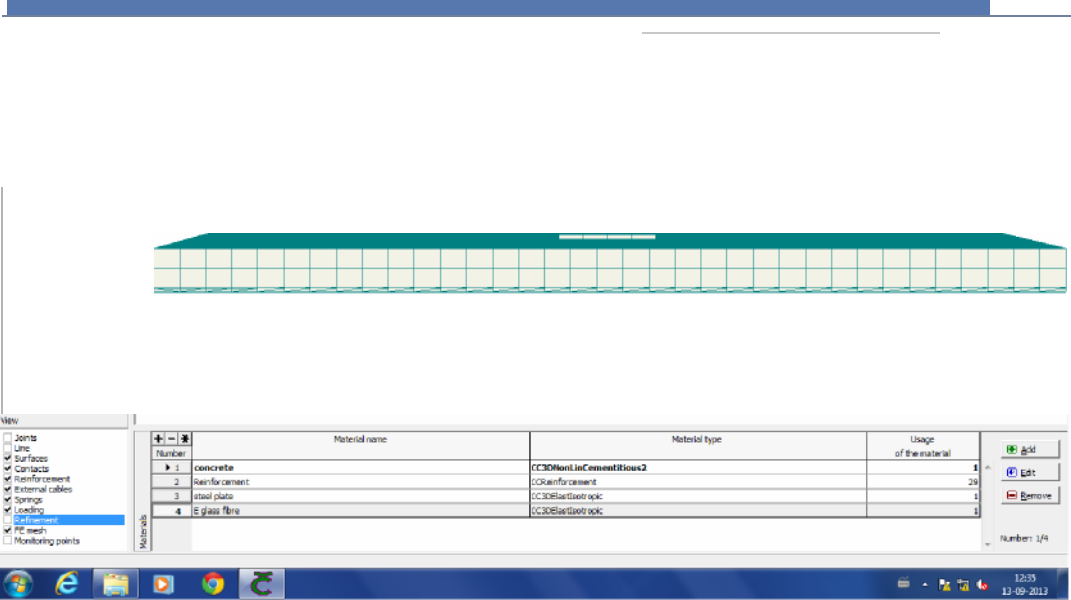 View
Joints
Line
Surfaces
Contacts
Reinforcement
External cables
Springs
Loading
Refinement
FE mesh
Monitoring points
Materials
Number Material name Material type Usage of the material
1 concrete CC3DNonLinCementitious2 1
2 Reinforcement CCReinforcement 29
3 steel plate CC3DElastIsotropic 1
4 E glass fibre CC3DElastIsotropic 1
Add
Edit
Remove
Number: 1/4
12:35
13-09-2013